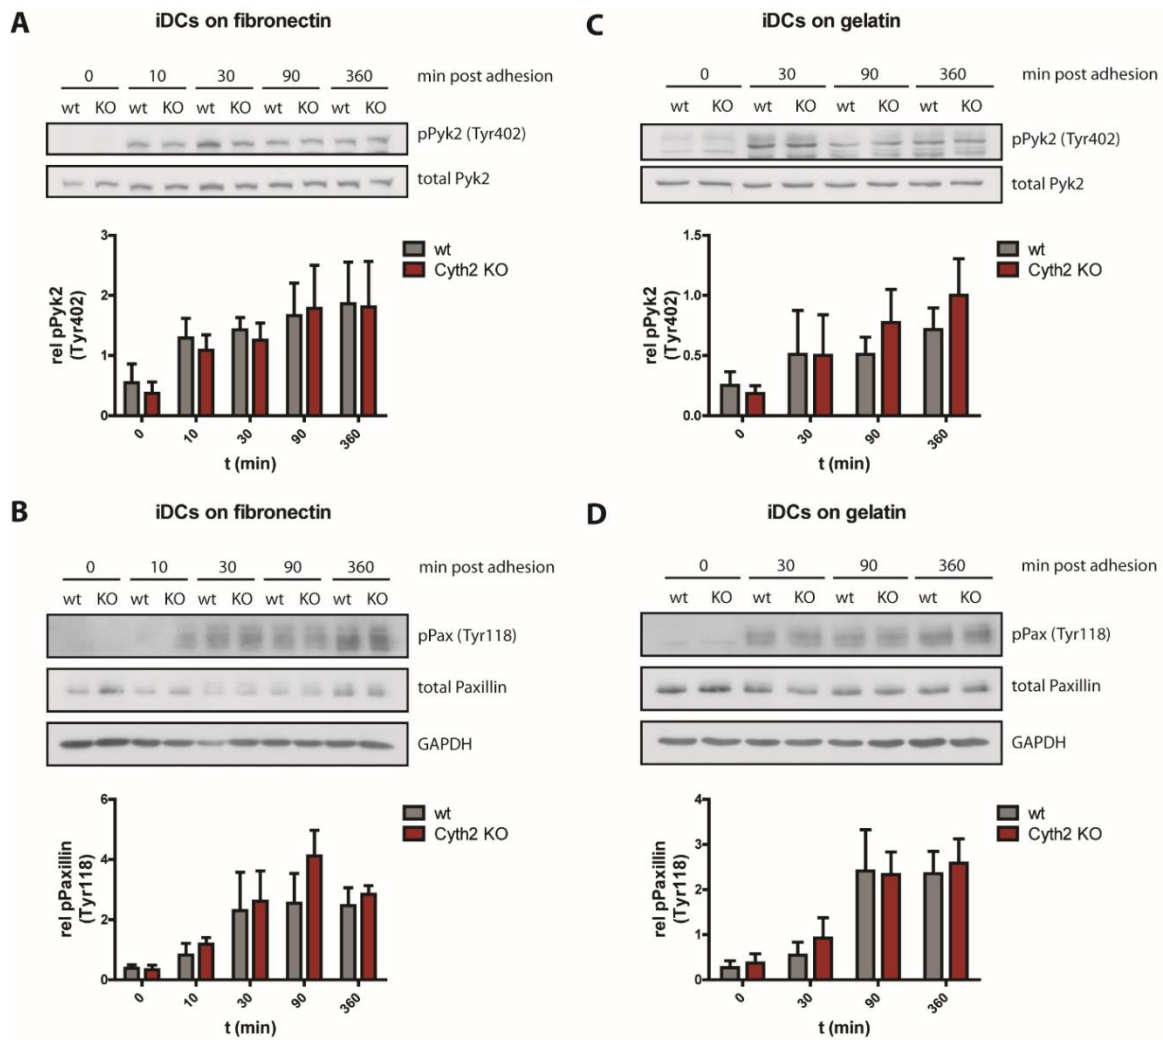 A
iDCs on fibronectin
0 10 30 90 360 min post adhesion
wt KO wt KO wt KO wt KO wt KO
pPyk2 (Tyr402)
total Pyk2
3
2
1
0
rel pPyk2
(Tyr402)
wt
Cyth2 KO
0 10 30 90 360
t (min)
C
iDCs on gelatin
0 30 90 360 min post adhesion
wt KO wt KO wt KO wt KO
pPyk2 (Tyr402)
total Pyk2
1.5
1.0
0.5
0.0
rel pPyk2
(Tyr402)
wt
Cyth2 KO
0 30 90 360
t (min)
B
iDCs on fibronectin
0 10 30 90 360 min post adhesion
wt KO wt KO wt KO wt KO wt KO
pPax (Tyr118)
total Paxillin
GAPDH
6
4
2
0
rel pPaxillin
(Tyr118)
wt
Cyth2 KO
0 10 30 90 360
t (min)
D
iDCs on gelatin
0 30 90 360 min post adhesion
wt KO wt KO wt KO wt KO
pPax (Tyr118)
total Paxillin
GAPDH
4
3
2
1
0
rel pPaxillin
(Tyr118)
wt
Cyth2 KO
0 30 90 360
t (min)